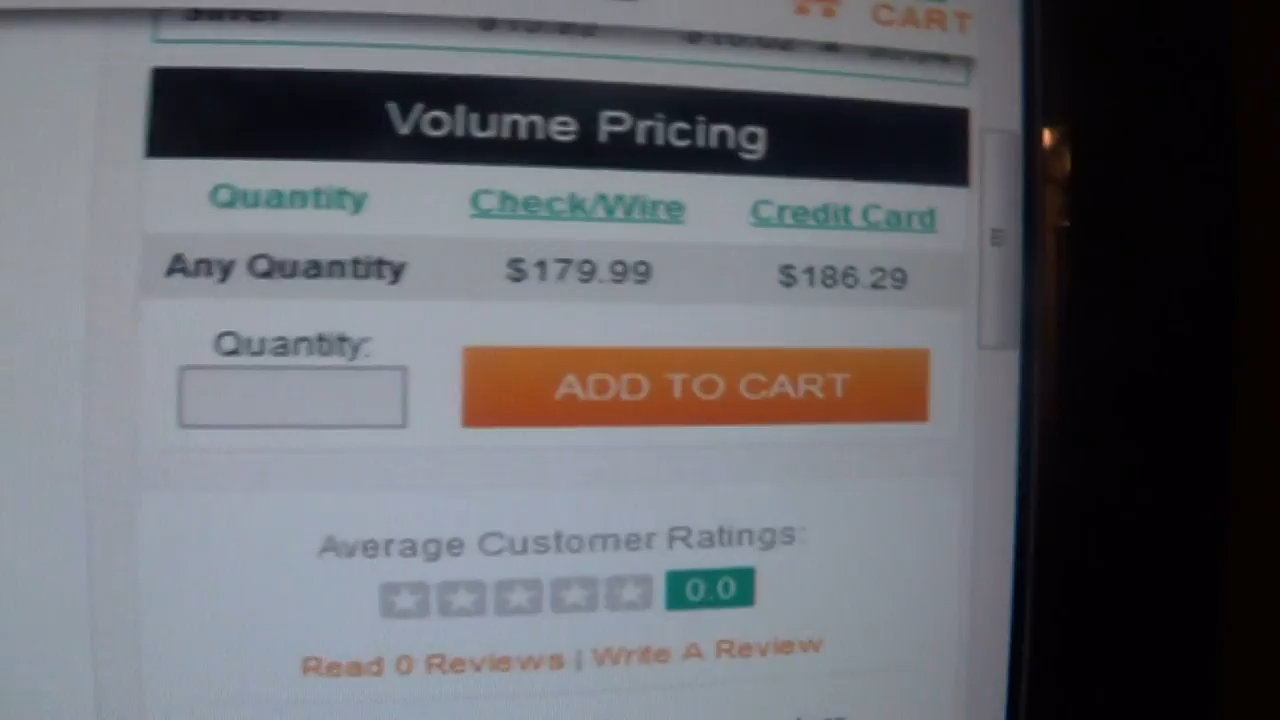 CART
Silver
Volume Pricing
Quantity Check/Wire Credit Card
Any Quantity $179.99 $186.29
Quantity:
ADD TO CART
Average Customer Ratings:
0.0
Read 0 Reviews | Write A Review